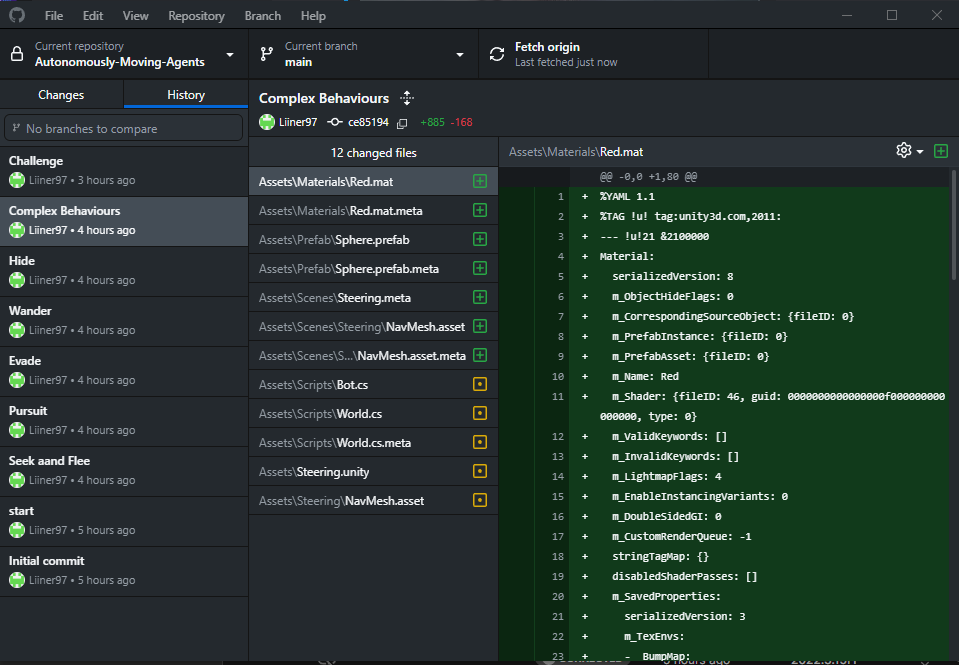 File Edit View Repository Branch Help
Current repository
Autonomously-Moving-Agents
Current branch
main
Fetch origin
Last fetched just now
Changes History
No branches to compare
Challenge
Liiner97 • 3 hours ago
Complex Behaviours
Liiner97 • 4 hours ago
Hide
Liiner97 • 4 hours ago
Wander
Liiner97 • 4 hours ago
Evade
Liiner97 • 4 hours ago
Pursuit
Liiner97 • 4 hours ago
Seek aand Flee
Liiner97 • 4 hours ago
start
Liiner97 • 5 hours ago
Initial commit
Liiner97 • 5 hours ago
Complex Behaviours
Liiner97 ce85194 +885 -168
12 changed files
Assets\Materials\Red.mat
Assets\Materials\Red.mat.meta
Assets\Prefab\Sphere.prefab
Assets\Prefab\Sphere.prefab.meta
Assets\Scenes\Steering.meta
Assets\Scenes\Steering\NavMesh.asset
Assets\Scenes\S...\NavMesh.asset.meta
Assets\Scripts\Bot.cs
Assets\Scripts\World.cs
Assets\Scripts\World.cs.meta
Assets\Steering.unity
Assets\Steering\NavMesh.asset
Assets\Materials\Red.mat
@@ -0,0 +1,80 @@
1 + %YAML 1.1
2 + %TAG !u! tag:unity3d.com,2011:
3 + --- !u!21 &2100000
4 + Material:
5 + serializedVersion: 8
6 + m_ObjectHideFlags: 0
7 + m_CorrespondingSourceObject: {fileID: 0}
8 + m_PrefabInstance: {fileID: 0}
9 + m_PrefabAsset: {fileID: 0}
10 + m_Name: Red
11 + m_Shader: {fileID: 46, guid: 0000000000000000f000000000
000000, type: 0}
12 + m_ValidKeywords: []
13 + m_InvalidKeywords: []
14 + m_LightmapFlags: 4
15 + m_EnableInstancingVariants: 0
16 + m_DoubleSidedGI: 0
17 + m_CustomRenderQueue: -1
18 + stringTagMap: {}
19 + disabledShaderPasses: []
20 + m_SavedProperties:
21 + serializedVersion: 3
22 + m_TexEnvs:
23 + - BumpMap: